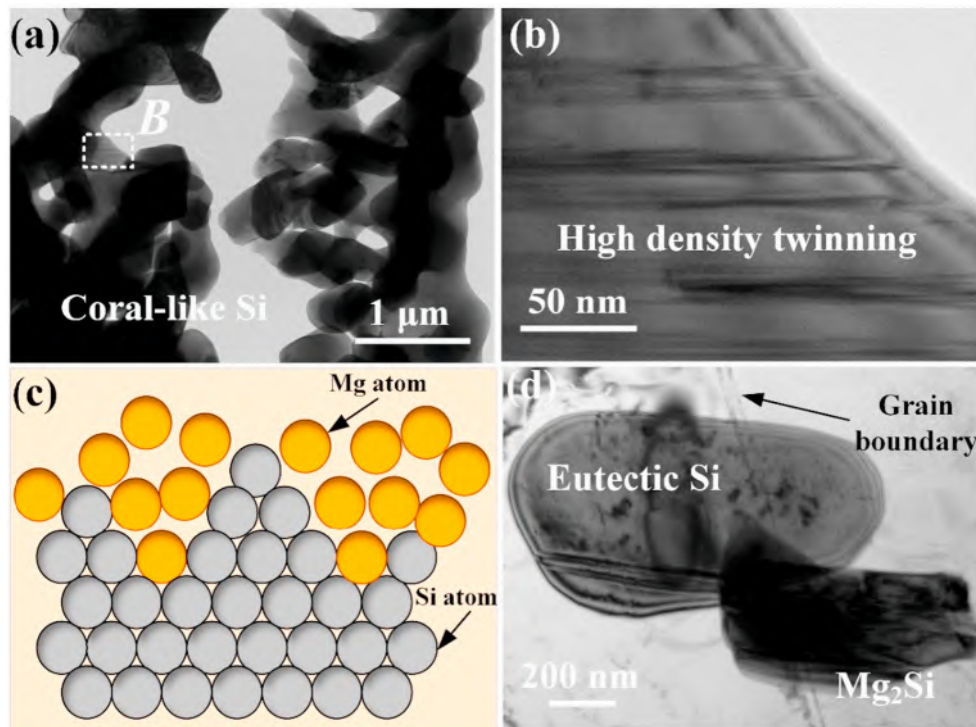 (a)
B
Coral-like Si
1 μm
(b)
High density twinning
50 nm
(c)
Mg atom
Si atom
(d)
Grain
boundary
Eutectic Si
200 nm
Mg₂Si